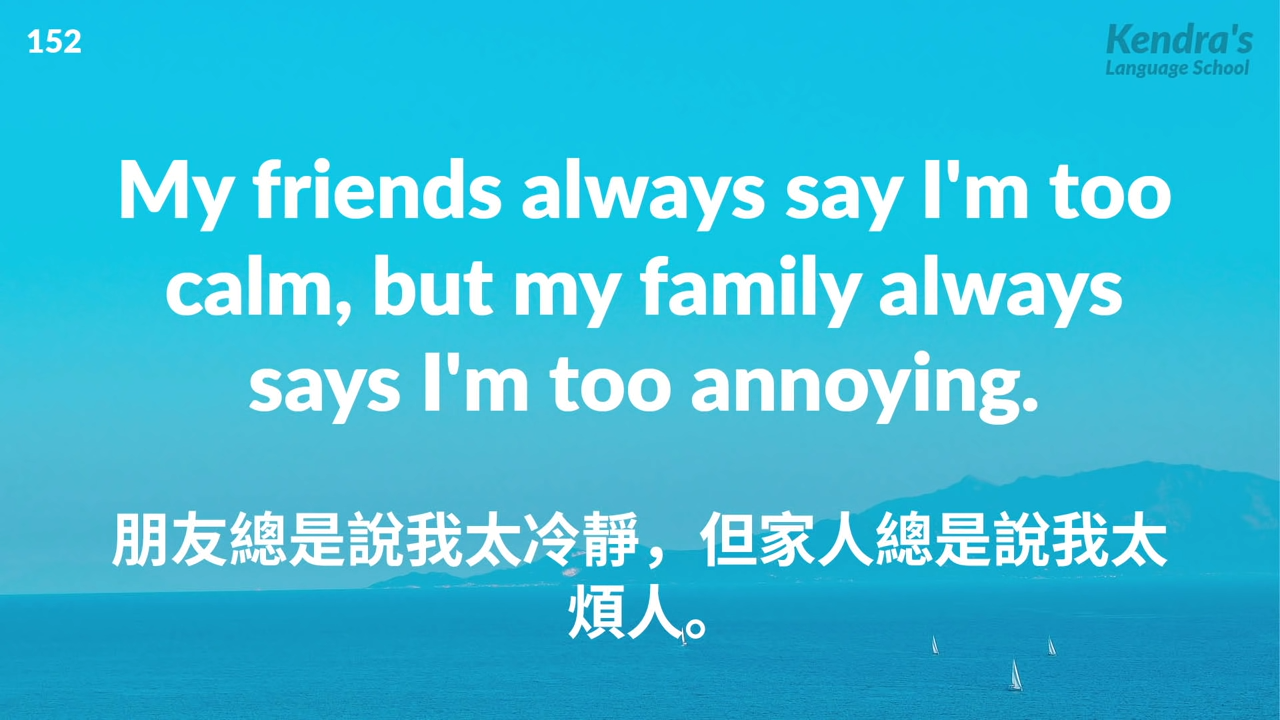 152
Kendra's
Language School
My friends always say I'm too
calm, but my family always
says I'm too annoying.
朋友總是說我太冷靜，但家人總是說我太
煩人。